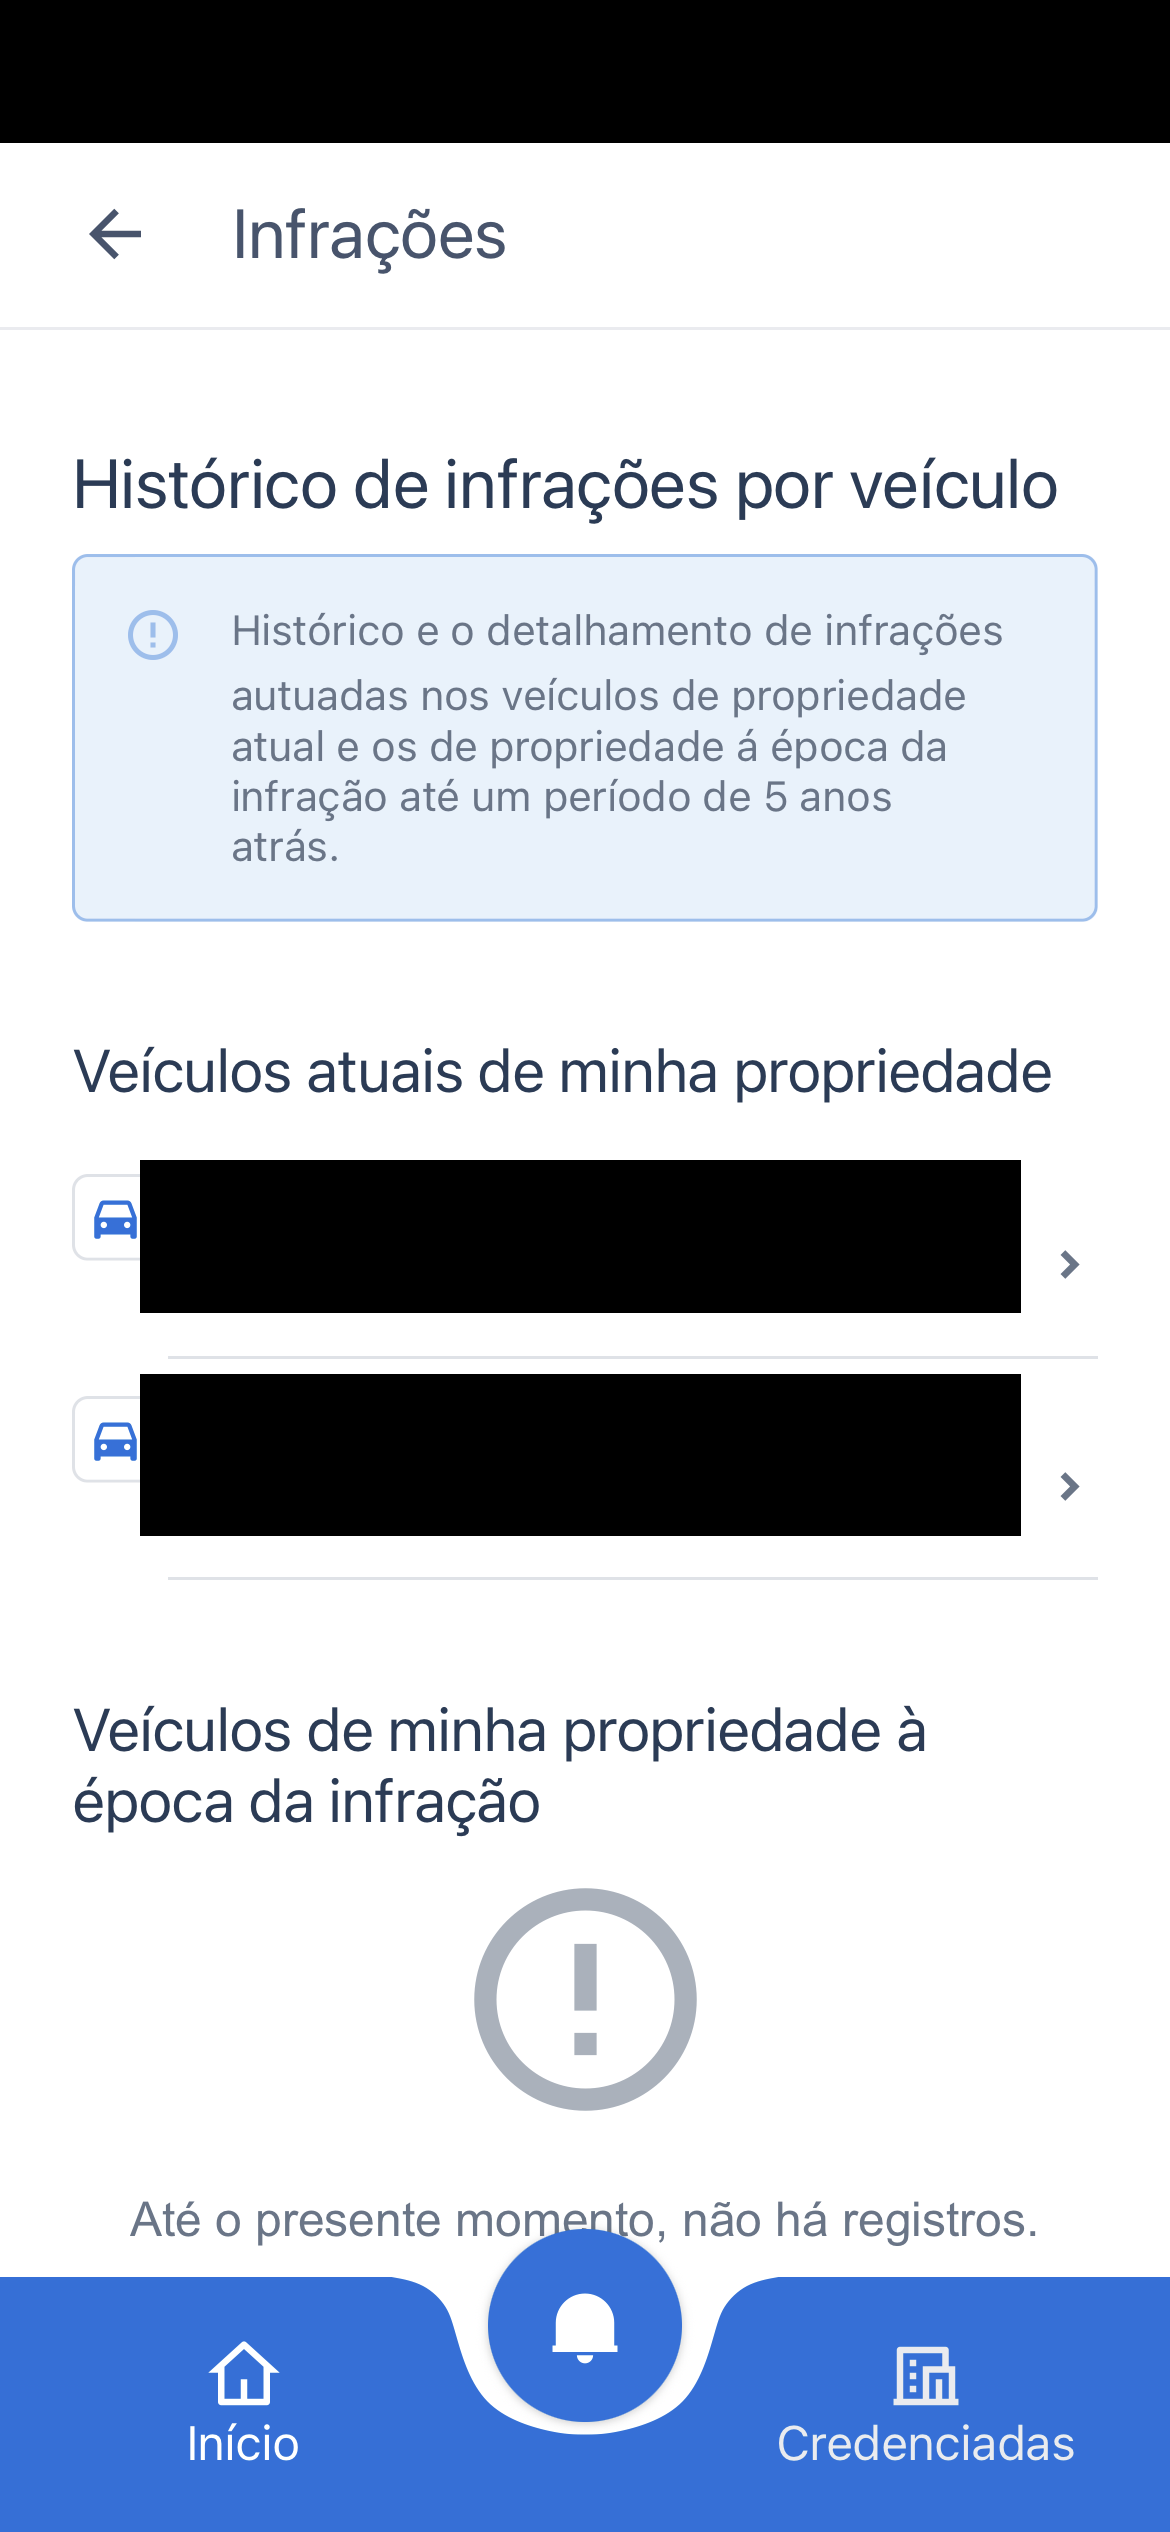 Infrações
Histórico de infrações por veículo
Histórico e o detalhamento de infrações
autuadas nos veículos de propriedade
atual e os de propriedade á época da
infração até um período de 5 anos
atrás.
Veículos atuais de minha propriedade
Veículos de minha propriedade à
época da infração
Até o presente momento, não há registros.
Início
Credenciadas